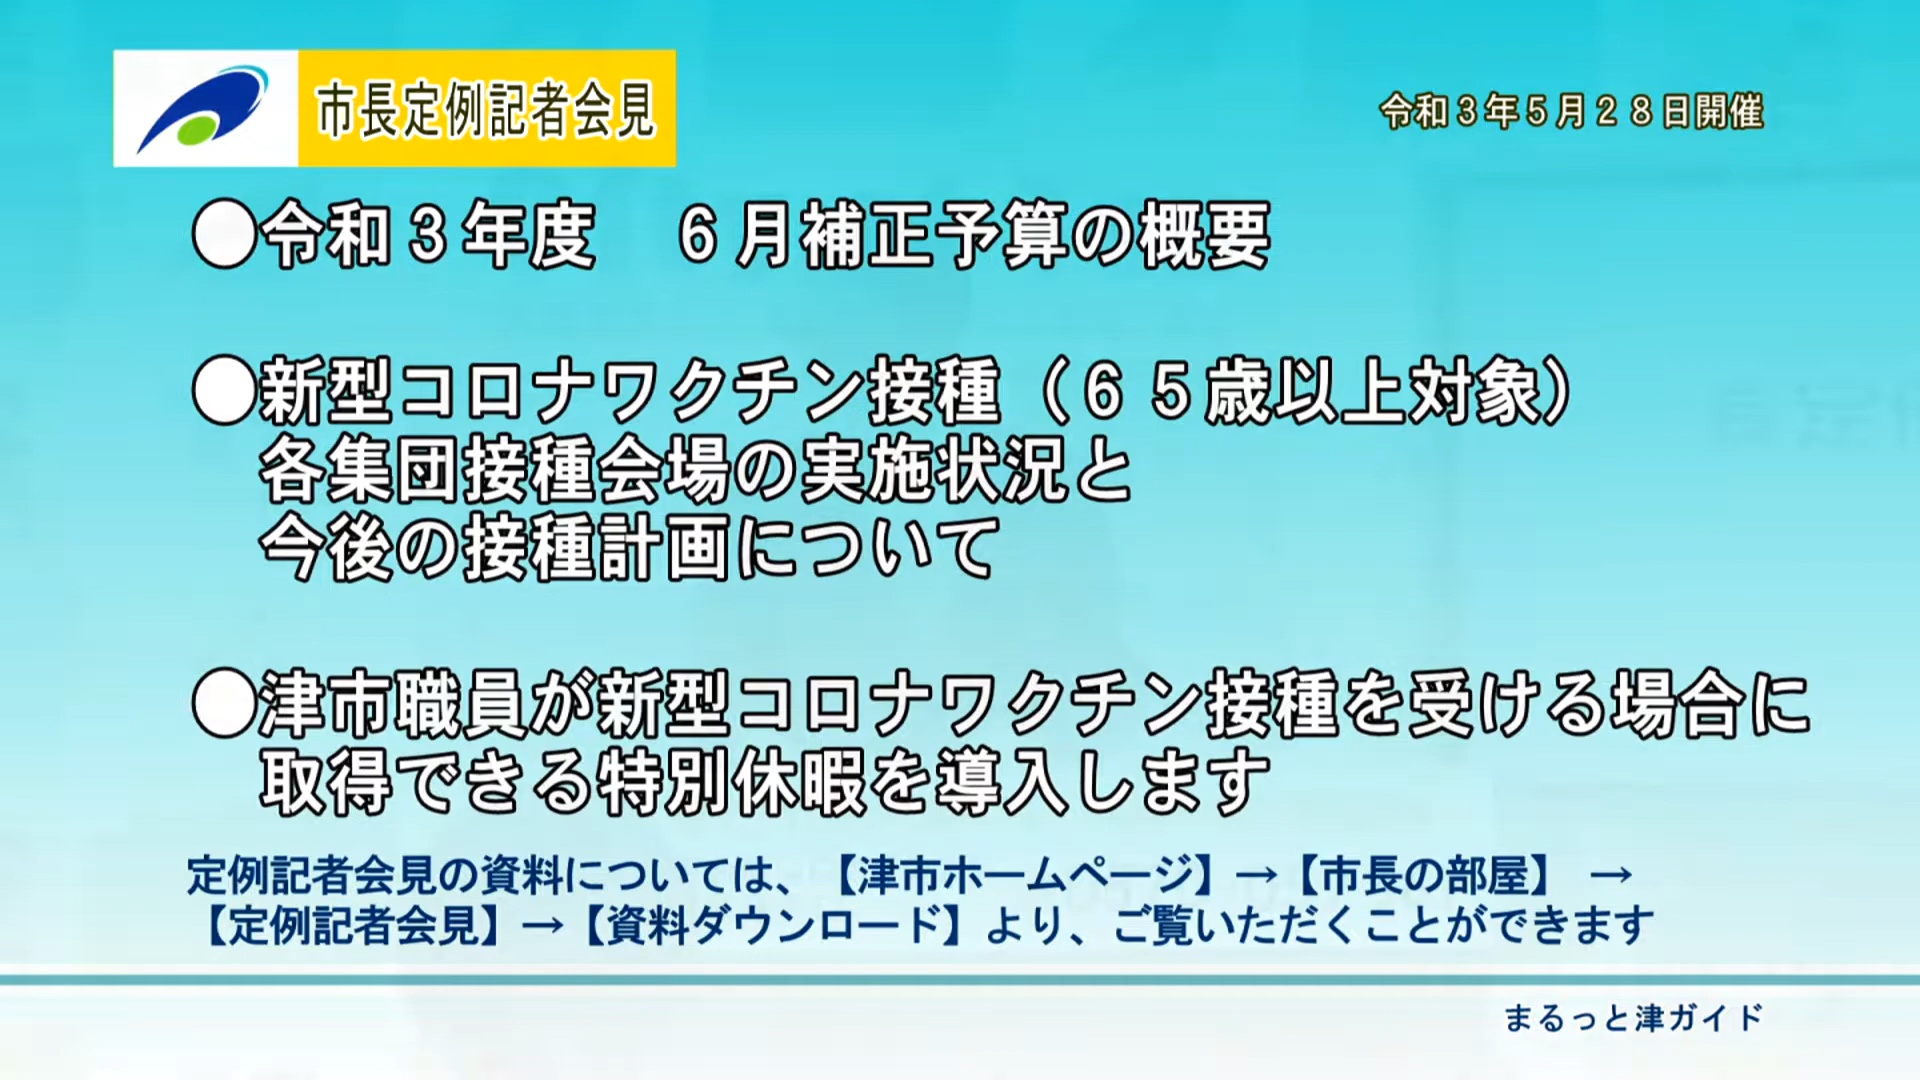 市長定例記者会見
令和３年５月２８日開催
●令和３年度　６月補正予算の概要
●新型コロナワクチン接種（６５歳以上対象）
各集団接種会場の実施状況と
今後の接種計画について
●津市職員が新型コロナワクチン接種を受ける場合に
取得できる特別休暇を導入します
定例記者会見の資料については、【津市ホームページ】→【市長の部屋】 →
【定例記者会見】→【資料ダウンロード】より、ご覧いただくことができます
まるっと津ガイド